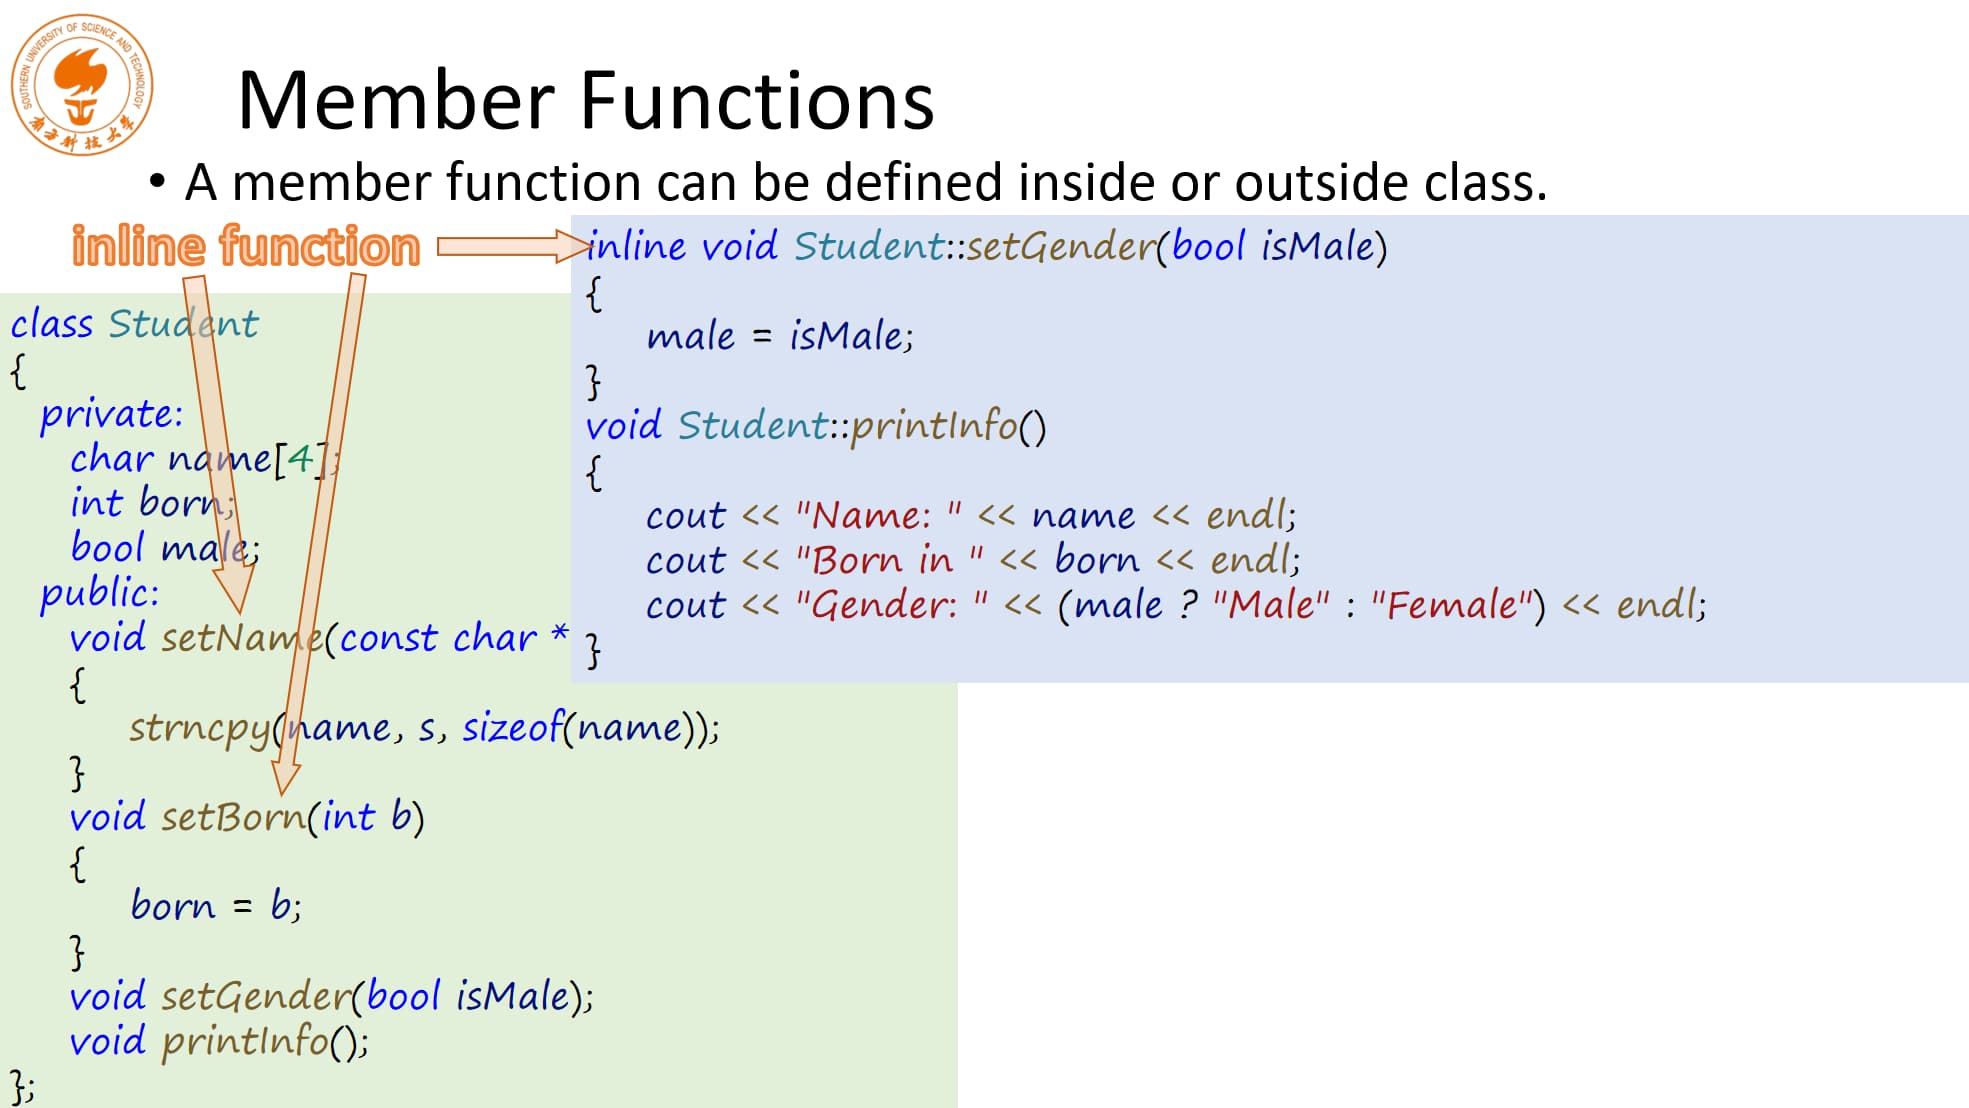 SOUTHERN UNIVERSITY OF SCIENCE AND TECHNOLOGY
南方科技大学
Member Functions
• A member function can be defined inside or outside class.
inline function
class Student
{
private:
char name[4];
int born;
bool male;
public:
void setName(const char *
{
strncpy(name, s, sizeof(name));
}
void setBorn(int b)
{
born = b;
}
void setGender(bool isMale);
void printInfo();
};
inline void Student::setGender(bool isMale)
{
male = isMale;
}
void Student::printInfo()
{
cout << "Name: " << name << endl;
cout << "Born in " << born << endl;
cout << "Gender: " << (male ? "Male" : "Female") << endl;
}